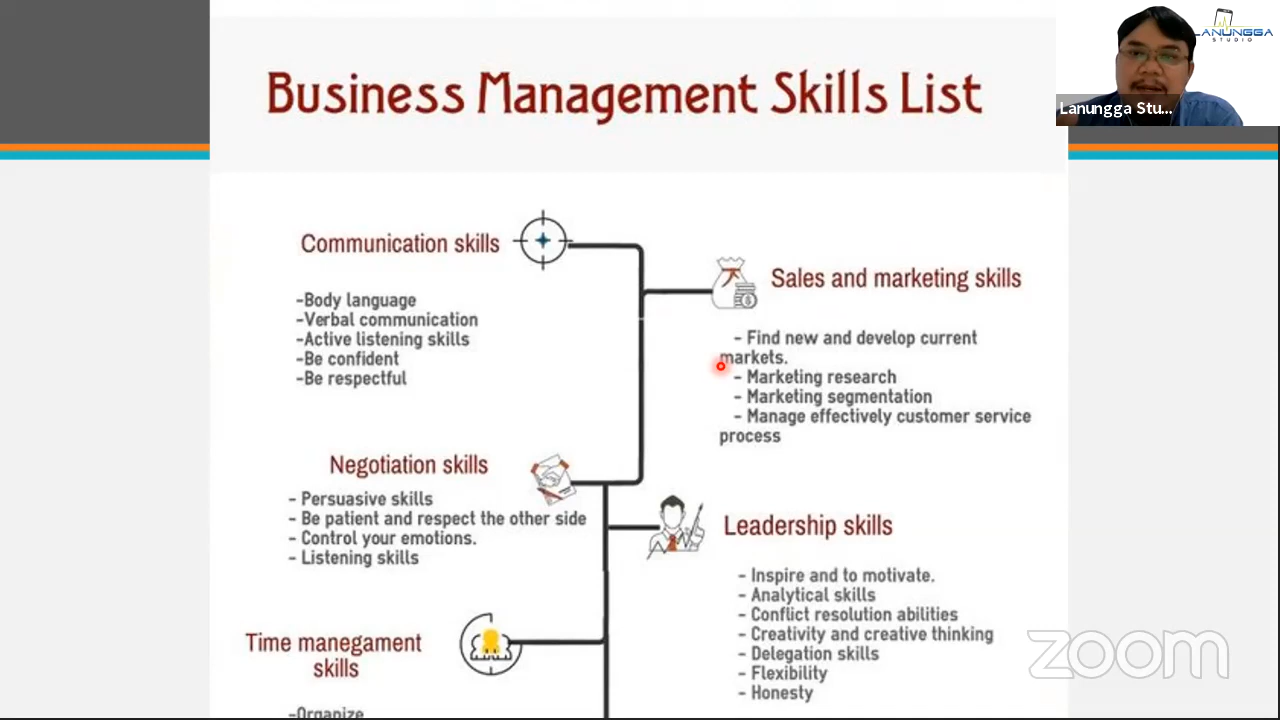 Business Management Skills List
LANUNGGA
STUDIO
Lanungga Stu...
Communication skills
-Body language
-Verbal communication
-Active listening skills
-Be confident
-Be respectful
Sales and marketing skills
- Find new and develop current
markets.
- Marketing research
- Marketing segmentation
- Manage effectively customer service
process
Negotiation skills
- Persuasive skills
- Be patient and respect the other side
- Control your emotions.
- Listening skills
Leadership skills
- Inspire and to motivate.
- Analytical skills
- Conflict resolution abilities
- Creativity and creative thinking
- Delegation skills
- Flexibility
- Honesty
Time manegament
skills
-Organize
zoom